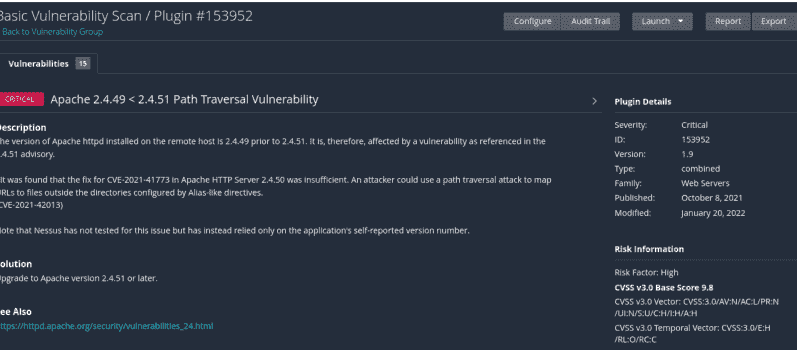 Basic Vulnerability Scan / Plugin #153952
Back to Vulnerability Group
Configure
Audit Trail
Launch
Report
Export
Vulnerabilities 15
CRITICAL
Apache 2.4.49 < 2.4.51 Path Traversal Vulnerability
escription
he version of Apache httpd installed on the remote host is 2.4.49 prior to 2.4.51. It is, therefore, affected by a vulnerability as referenced in the
.4.51 advisory.
It was found that the fix for CVE-2021-41773 in Apache HTTP Server 2.4.50 was insufficient. An attacker could use a path traversal attack to map
URLs to files outside the directories configured by Alias-like directives.
CVE-2021-42013)
ote that Nessus has not tested for this issue but has instead relied only on the application's self-reported version number.
olution
pgrade to Apache version 2.4.51 or later.
ee Also
ttps://httpd.apache.org/security/vulnerabilities_24.html
Plugin Details
Severity: Critical
ID: 153952
Version: 1.9
Type: combined
Family: Web Servers
Published: October 8, 2021
Modified: January 20, 2022
Risk Information
Risk Factor: High
CVSS v3.0 Base Score 9.8
CVSS v3.0 Vector: CVSS:3.0/AV:N/AC:L/PR:N
/UI:N/S:U/C:H/I:H/A:H
CVSS v3.0 Temporal Vector: CVSS:3.0/E:H
/RL:O/RC:C